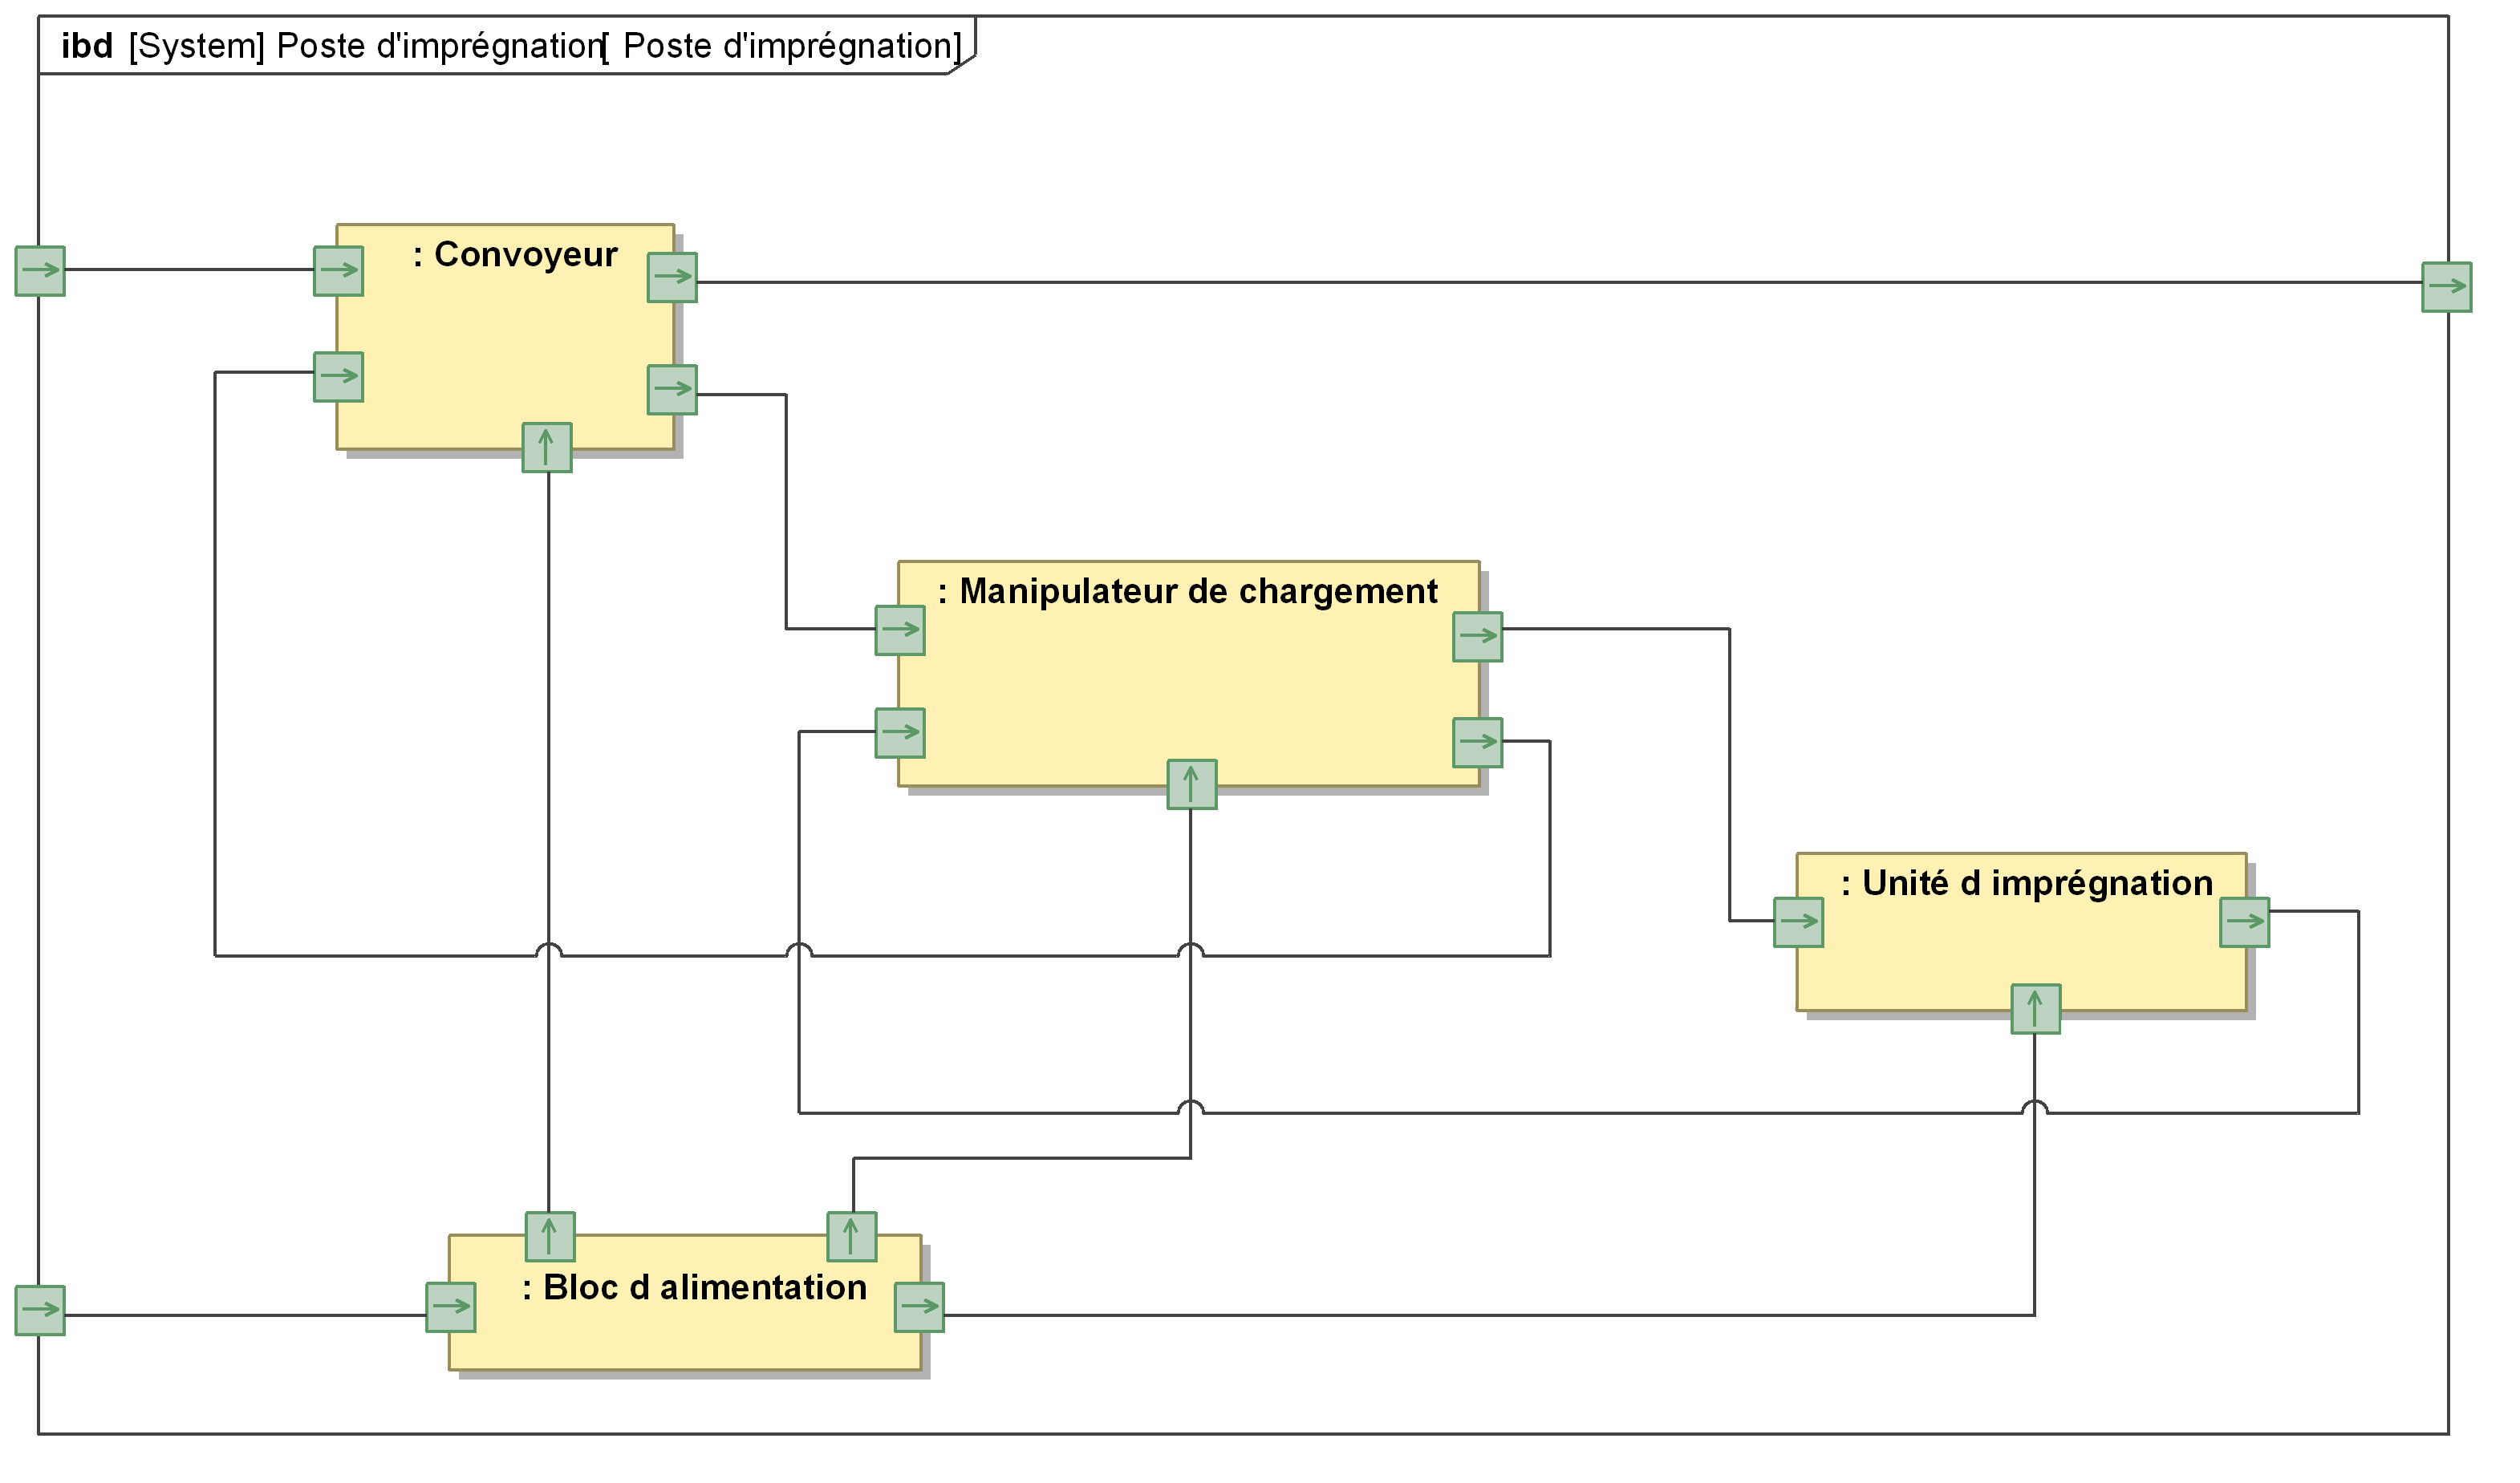 ibd [System] Poste d'imprégnation[ Poste d'imprégnation]
: Convoyeur
: Manipulateur de chargement
: Unité d imprégnation
: Bloc d alimentation